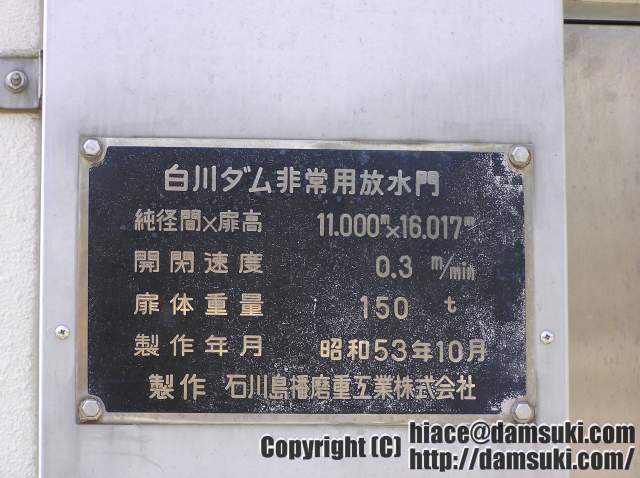 白川ダム非常用放水門
純径間×扉高 11.000m×16.017m
開閉速度 0.3 m/min
扉体重量 150 t
製作年月 昭和53年10月
製作 石川島播磨重工業株式会社
Copyright (C) hiace@damsuki.com
http://damsuki.com/